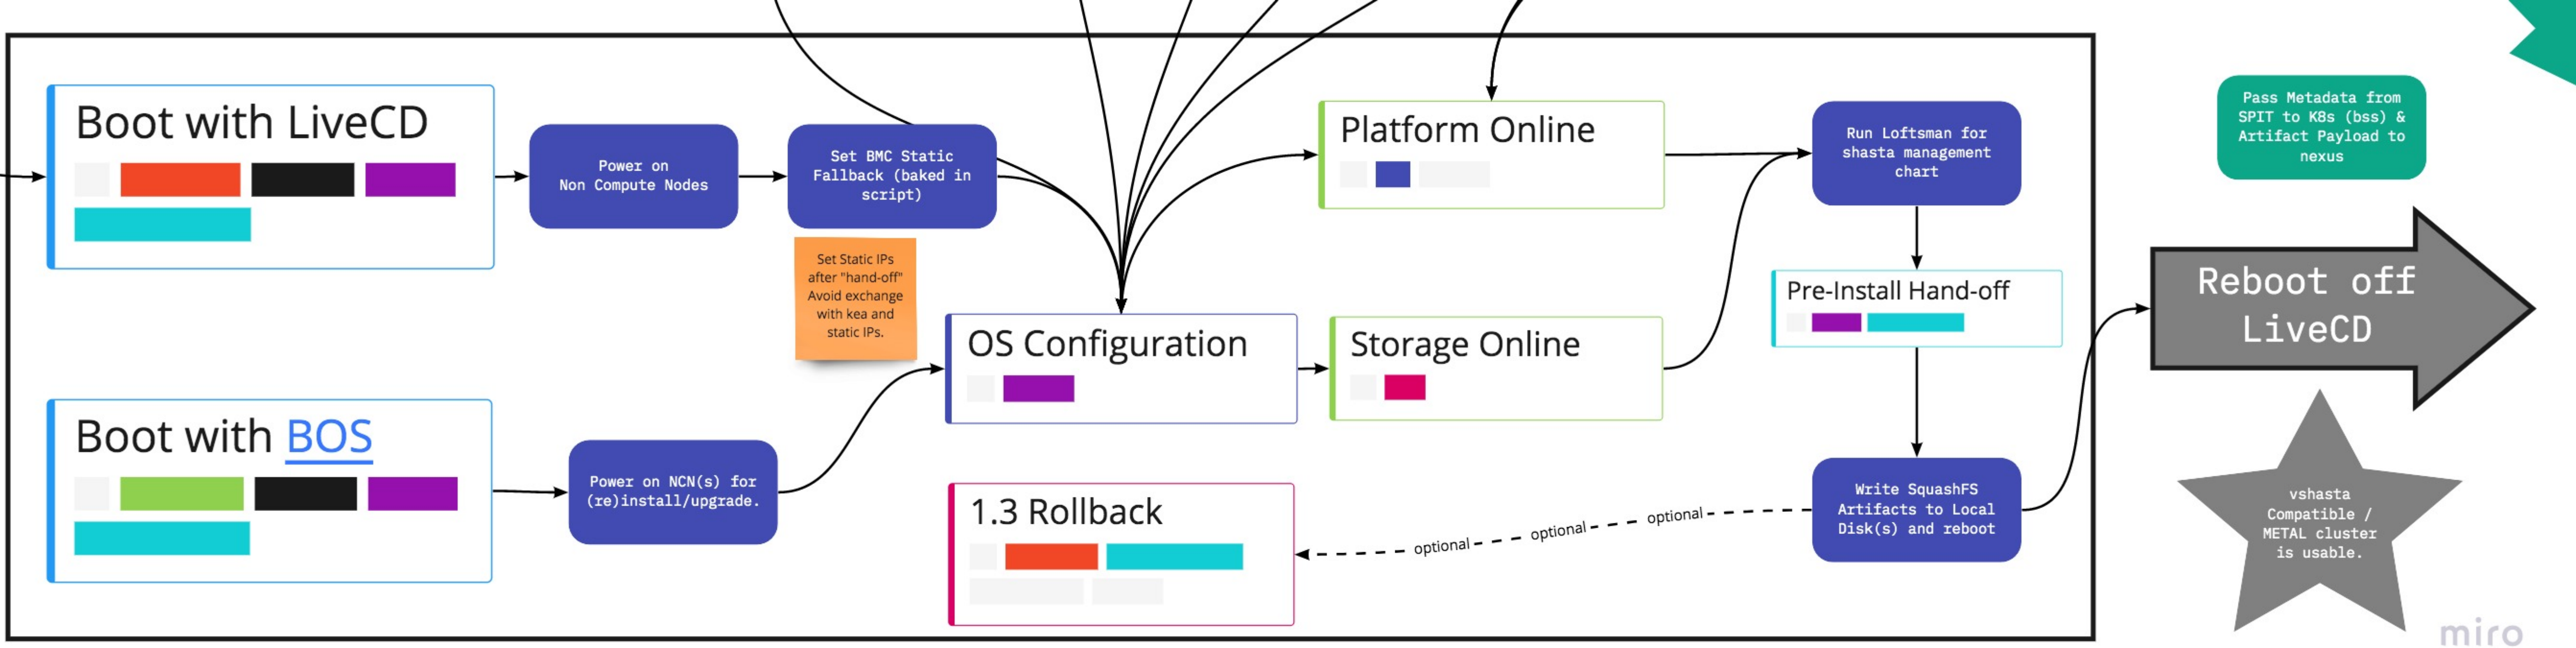 Boot with LiveCD
Power on
Non Compute Nodes
Set BMC Static
Fallback (baked in
script)
Set Static IPs
after "hand-off"
Avoid exchange
with kea and
static IPs.
Platform Online
Run Loftsman for
shasta management
chart
Pass Metadata from
SPIT to K8s (bss) &
Artifact Payload to
nexus
Pre-Install Hand-off
Reboot off
LiveCD
OS Configuration
Storage Online
Boot with BOS
Power on NCN(s) for
(re)install/upgrade.
1.3 Rollback
optional
optional
optional
Write SquashFS
Artifacts to Local
Disk(s) and reboot
vshasta
Compatible /
METAL cluster
is usable.
miro